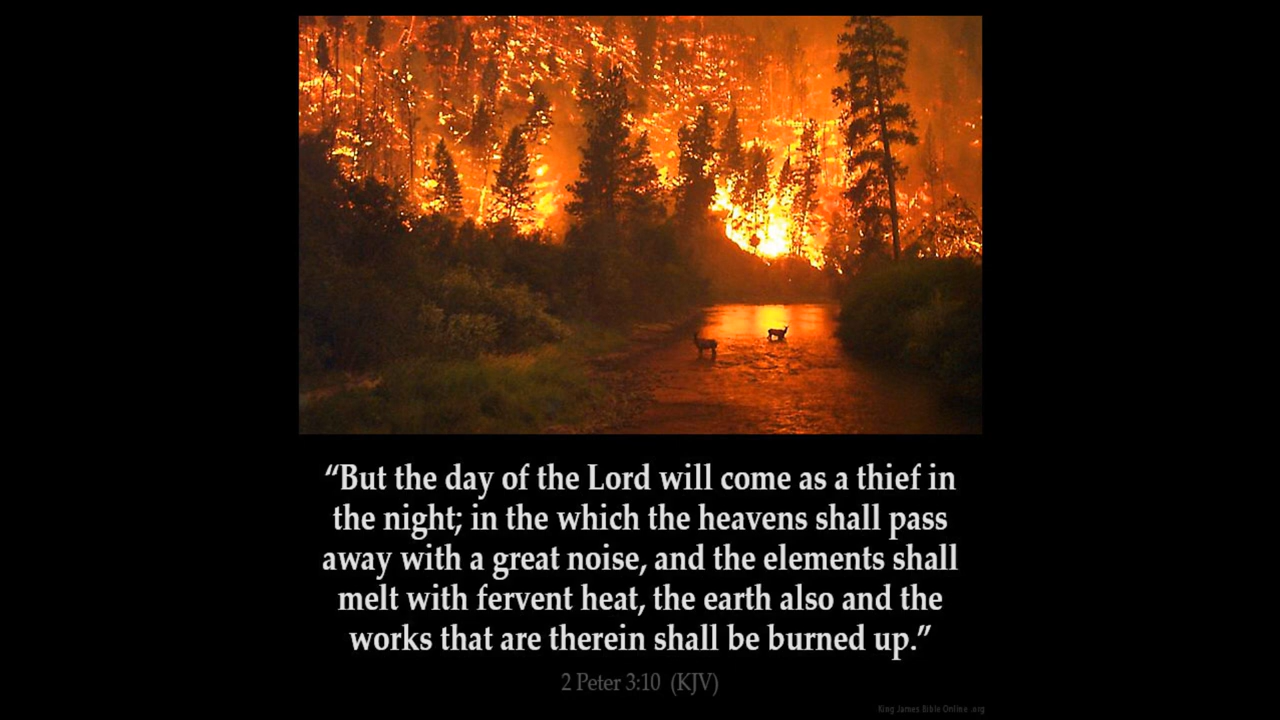 “But the day of the Lord will come as a thief in
the night; in the which the heavens shall pass
away with a great noise, and the elements shall
melt with fervent heat, the earth also and the
works that are therein shall be burned up.”
2 Peter 3:10 (KJV)
King James Bible Online .org